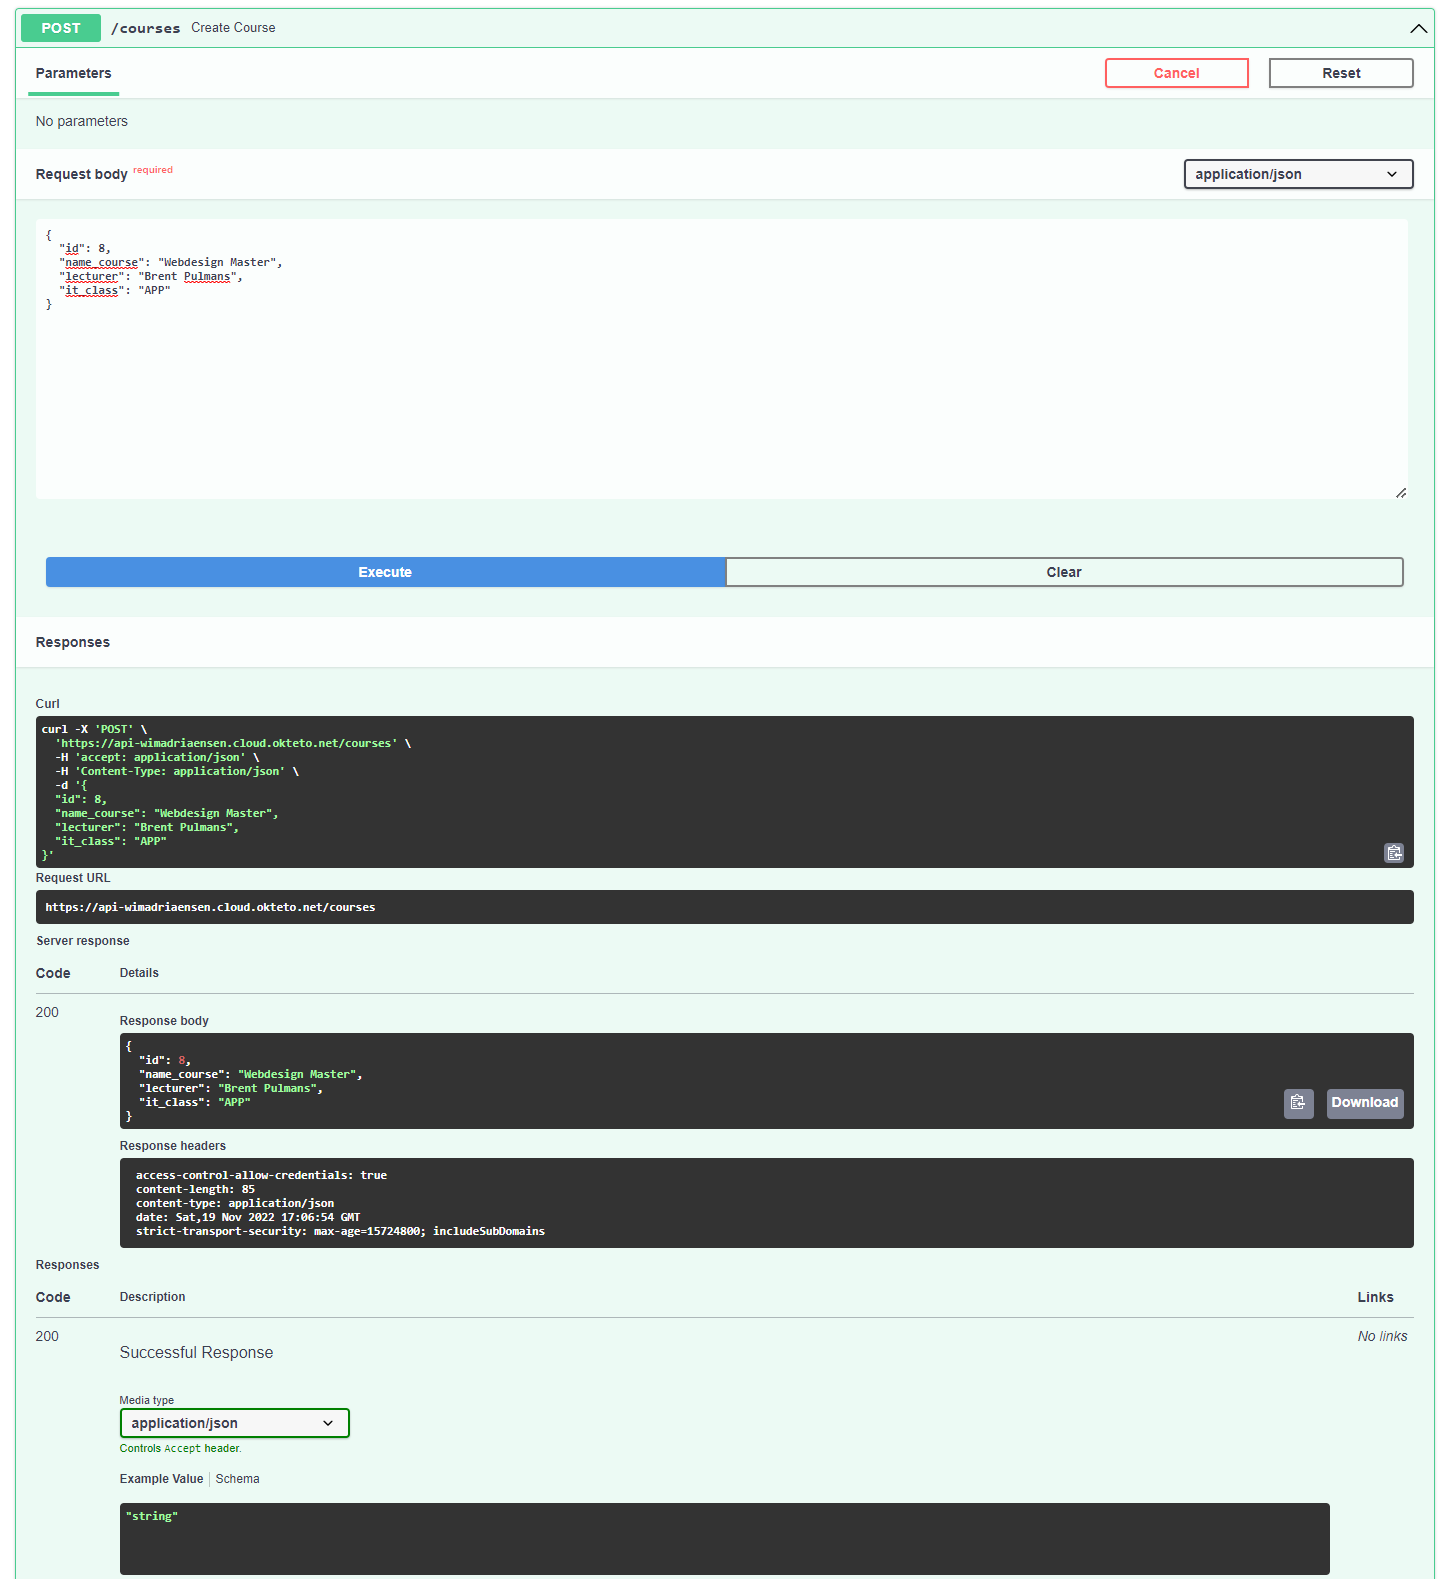 POST /courses Create Course
Parameters
Cancel
Reset
No parameters
Request body required
application/json
{
  "id": 8,
  "name_course": "Webdesign Master",
  "lecturer": "Brent Pulmans",
  "it_class": "APP"
}
Execute
Clear
Responses
Curl
curl -X 'POST' \
  'https://api-wimadriaensen.cloud.okteto.net/courses' \
  -H 'accept: application/json' \
  -H 'Content-Type: application/json' \
  -d '{
  "id": 8,
  "name_course": "Webdesign Master",
  "lecturer": "Brent Pulmans",
  "it_class": "APP"
}'
Request URL
https://api-wimadriaensen.cloud.okteto.net/courses
Server response
Code Details
200
Response body
{
  "id": 8,
  "name_course": "Webdesign Master",
  "lecturer": "Brent Pulmans",
  "it_class": "APP"
}
Download
Response headers
access-control-allow-credentials: true
content-length: 85
content-type: application/json
date: Sat,19 Nov 2022 17:06:54 GMT
strict-transport-security: max-age=15724800; includeSubDomains
Responses
Code Description Links
200 No links
Successful Response
Media type
application/json
Controls Accept header.
Example Value Schema
"string"